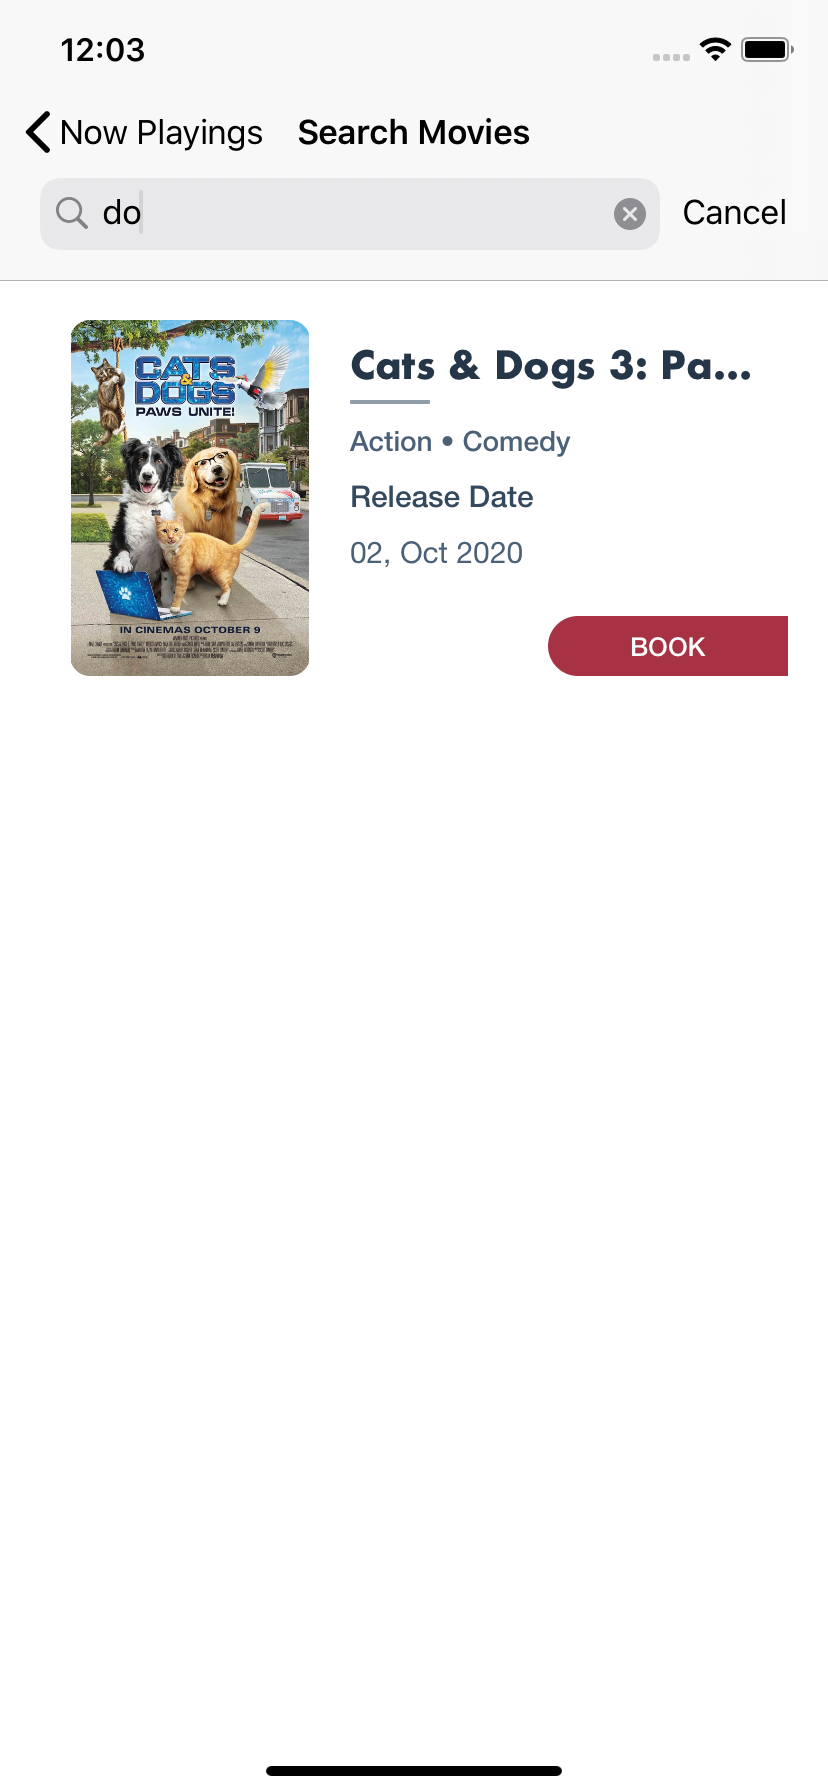 12:03
Now Playings Search Movies
do Cancel
CATS
&
DOGS
PAWS UNITE!
IN CINEMAS OCTOBER 9
Cats & Dogs 3: Pa...
Action • Comedy
Release Date
02, Oct 2020
BOOK